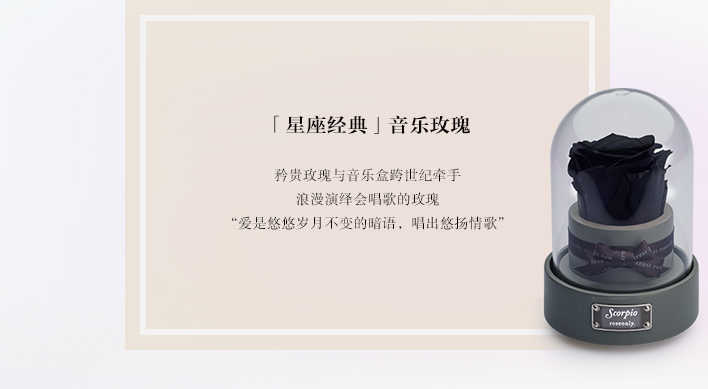 「星座经典」音乐玫瑰
矜贵玫瑰与音乐盒跨世纪牵手
浪漫演绎会唱歌的玫瑰
“爱是悠悠岁月不变的暗语，唱出悠扬情歌”
Scorpio
roseonly.